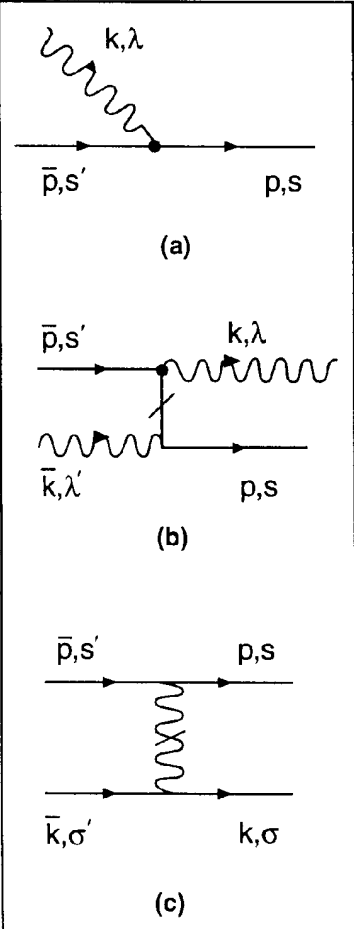 k,λ
p̄,s′ p,s
(a)
p̄,s′ k,λ
k̄,λ′ p,s
(b)
p̄,s′ p,s
k̄,σ′ k,σ
(c)